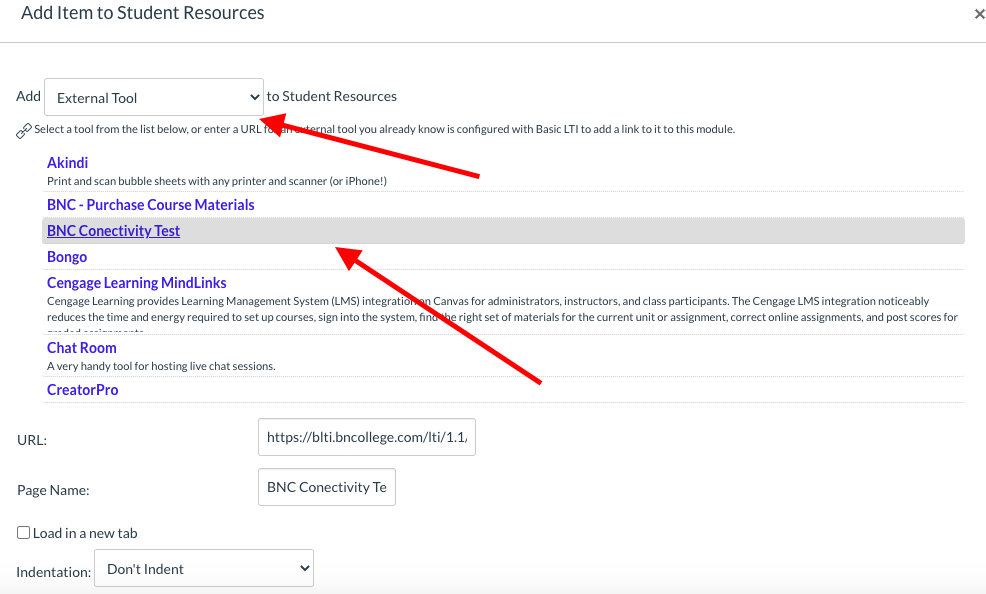 Add Item to Student Resources
×
Add External Tool to Student Resources
Select a tool from the list below, or enter a URL for an external tool you already know is configured with Basic LTI to add a link to it to this module.
Akindi
Print and scan bubble sheets with any printer and scanner (or iPhone!)
BNC - Purchase Course Materials
BNC Conectivity Test
Bongo
Cengage Learning MindLinks
Cengage Learning provides Learning Management System (LMS) integration on Canvas for administrators, instructors, and class participants. The Cengage LMS integration noticeably
reduces the time and energy required to set up courses, sign into the system, find the right set of materials for the current unit or assignment, correct online assignments, and post scores for
graded assignments.
Chat Room
A very handy tool for hosting live chat sessions.
CreatorPro
URL: https://blti.bncollege.com/lti/1.1/
Page Name: BNC Conectivity Te
Load in a new tab
Indentation: Don't Indent